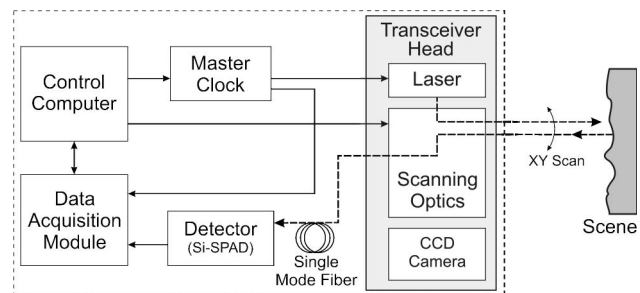 Transceiver
Head
Control
Computer
Master
Clock
Laser
XY Scan
Scanning
Optics
Data
Acquisition
Module
Detector
(Si-SPAD)
Single
Mode Fiber
CCD
Camera
Scene